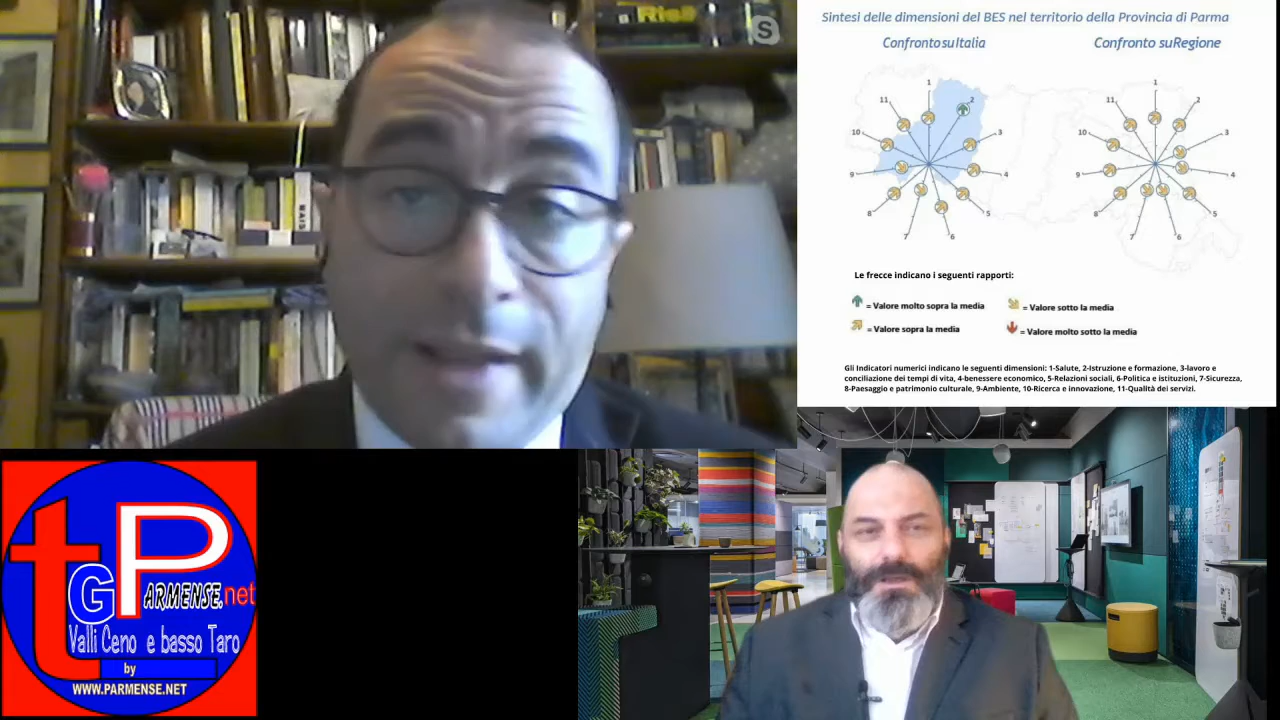 Sintesi delle dimensioni del BES nel territorio della Provincia di Parma
Confronto su Italia
Confronto su Regione
1
2
3
4
5
6
7
8
9
10
11
1
2
3
4
5
6
7
8
9
10
11
Le frecce indicano i seguenti rapporti:
= Valore molto sopra la media
= Valore sotto la media
= Valore sopra la media
= Valore molto sotto la media
Gli Indicatori numerici indicano le seguenti dimensioni: 1-Salute, 2-Istruzione e formazione, 3-lavoro e
conciliazione dei tempi di vita, 4-benessere economico, 5-Relazioni sociali, 6-Politica e istituzioni, 7-Sicurezza,
8-Paesaggio e patrimonio culturale, 9-Ambiente, 10-Ricerca e innovazione, 11-Qualità dei servizi.
S
tG PARMENSE.net
Valli Ceno e basso Taro
by
WWW.PARMENSE.NET